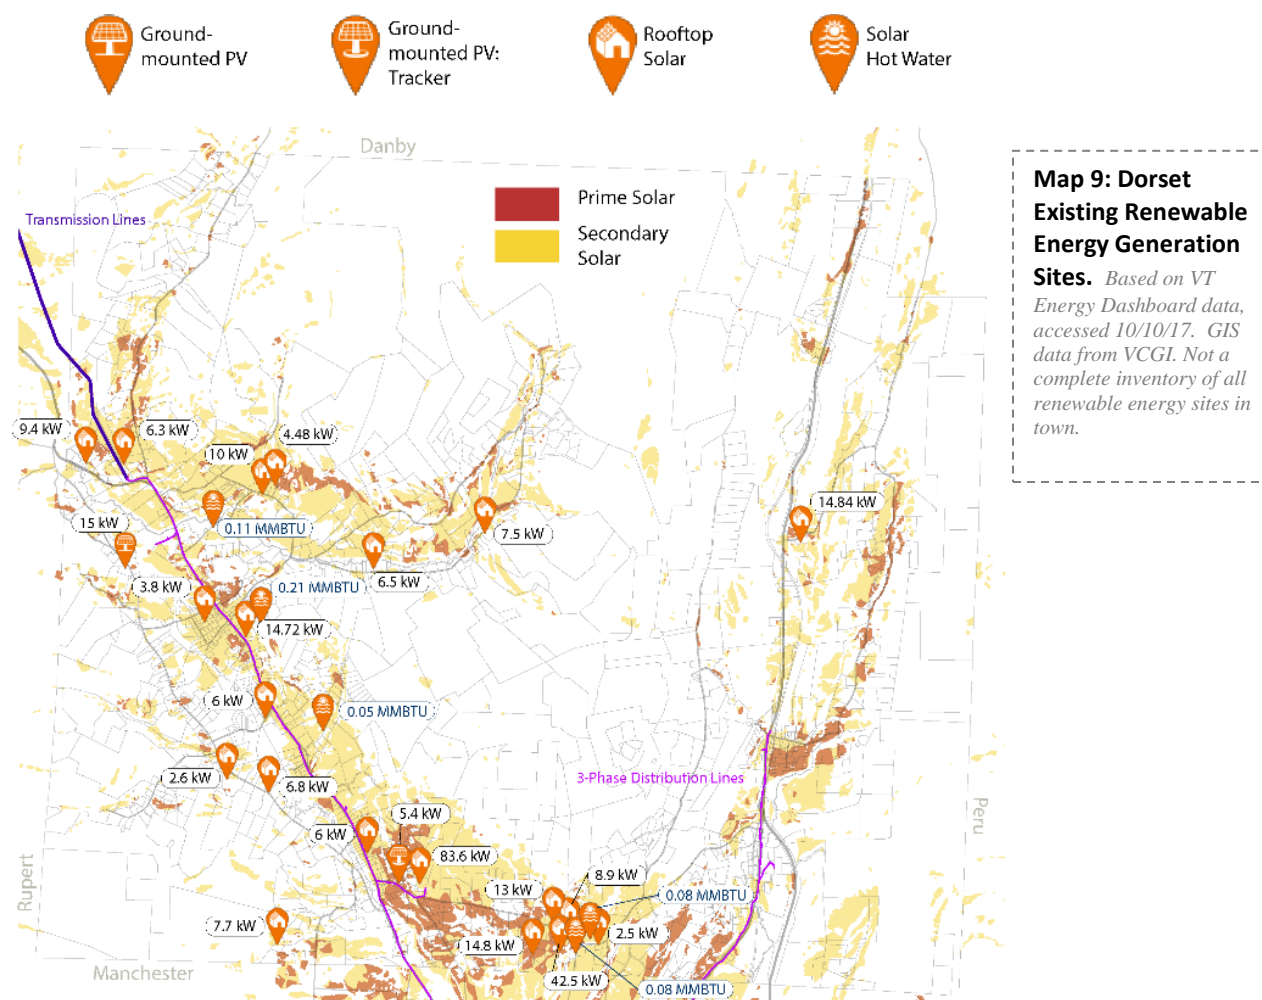 Ground-
mounted PV
Ground-
mounted PV:
Tracker
Rooftop
Solar
Solar
Hot Water
Danby
Prime Solar
Secondary
Solar
Transmission Lines
Map 9: Dorset
Existing Renewable
Energy Generation
Sites. Based on VT
Energy Dashboard data,
accessed 10/10/17. GIS
data from VCGI. Not a
complete inventory of all
renewable energy sites in
town.
9.4 kW
6.3 kW
4.48 kW
10 kW
14.84 kW
15 kW
0.11 MMBTU
7.5 kW
6.5 kW
3.8 kW
0.21 MMBTU
14.72 kW
6 kW
0.05 MMBTU
2.6 kW
6.8 kW
3-Phase Distribution Lines
5.4 kW
6 kW
83.6 kW
Peru
Rupert
8.9 kW
13 kW
0.08 MMBTU
7.7 kW
2.5 kW
14.8 kW
Manchester
42.5 kW
0.08 MMBTU